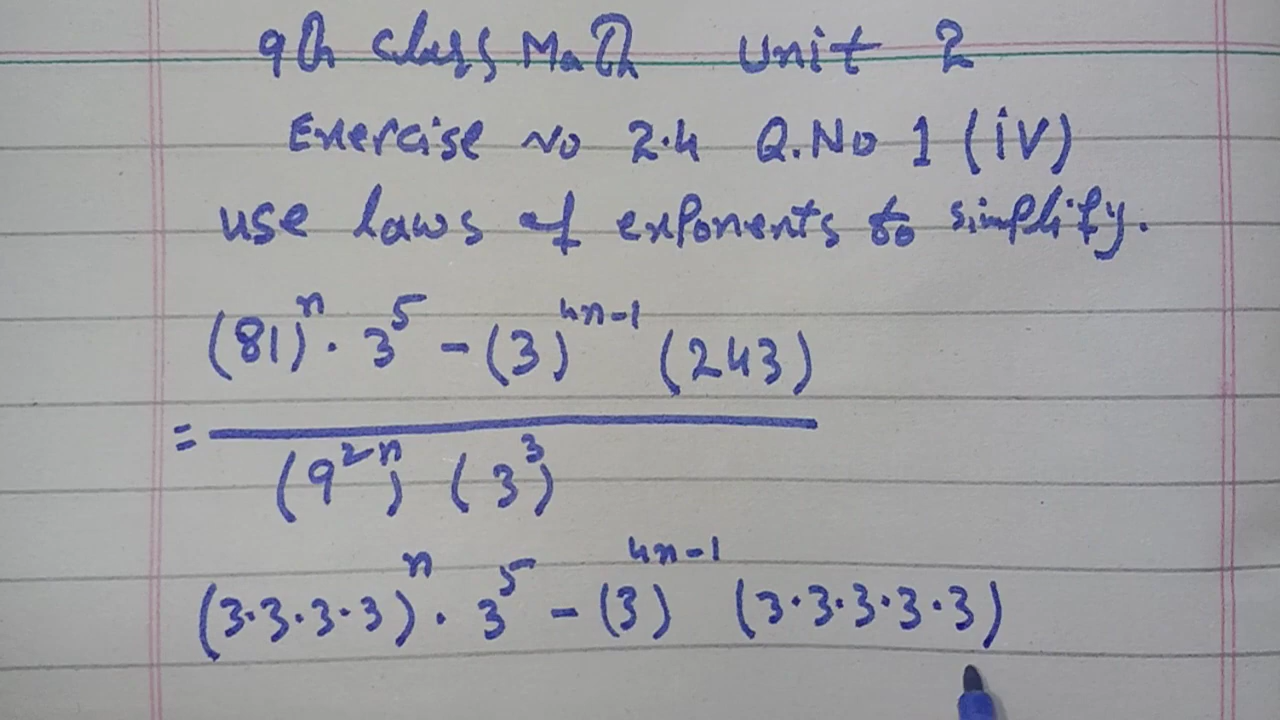 9th class Math Unit 2
Exercise No 2.4 Q.No 1 (iv)
use laws of exponents to simplify.
(81)^n · 3^5 - (3)^{4n-1} (243)
= ────────────────
(9^{2n}) (3^3)
(3·3·3·3)^n · 3^5 - (3)^{4n-1} (3·3·3·3·3)